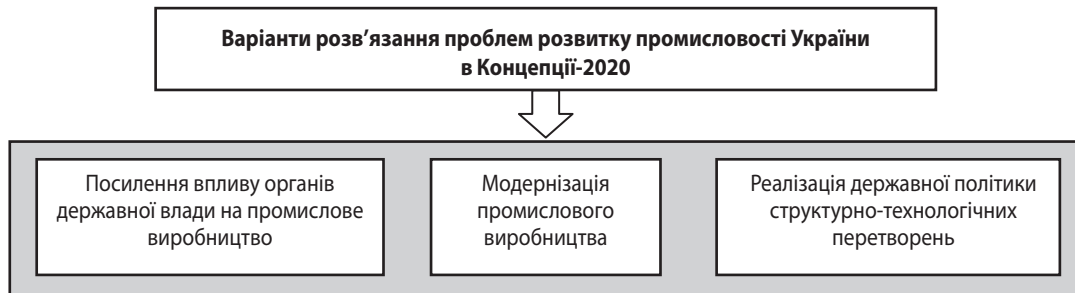 Варіанти розв’язання проблем розвитку промисловості України
в Концепції-2020
Посилення впливу органів
державної влади на промислове
виробництво
Модернізація
промислового
виробництва
Реалізація державної політики
структурно-технологічних
перетворень